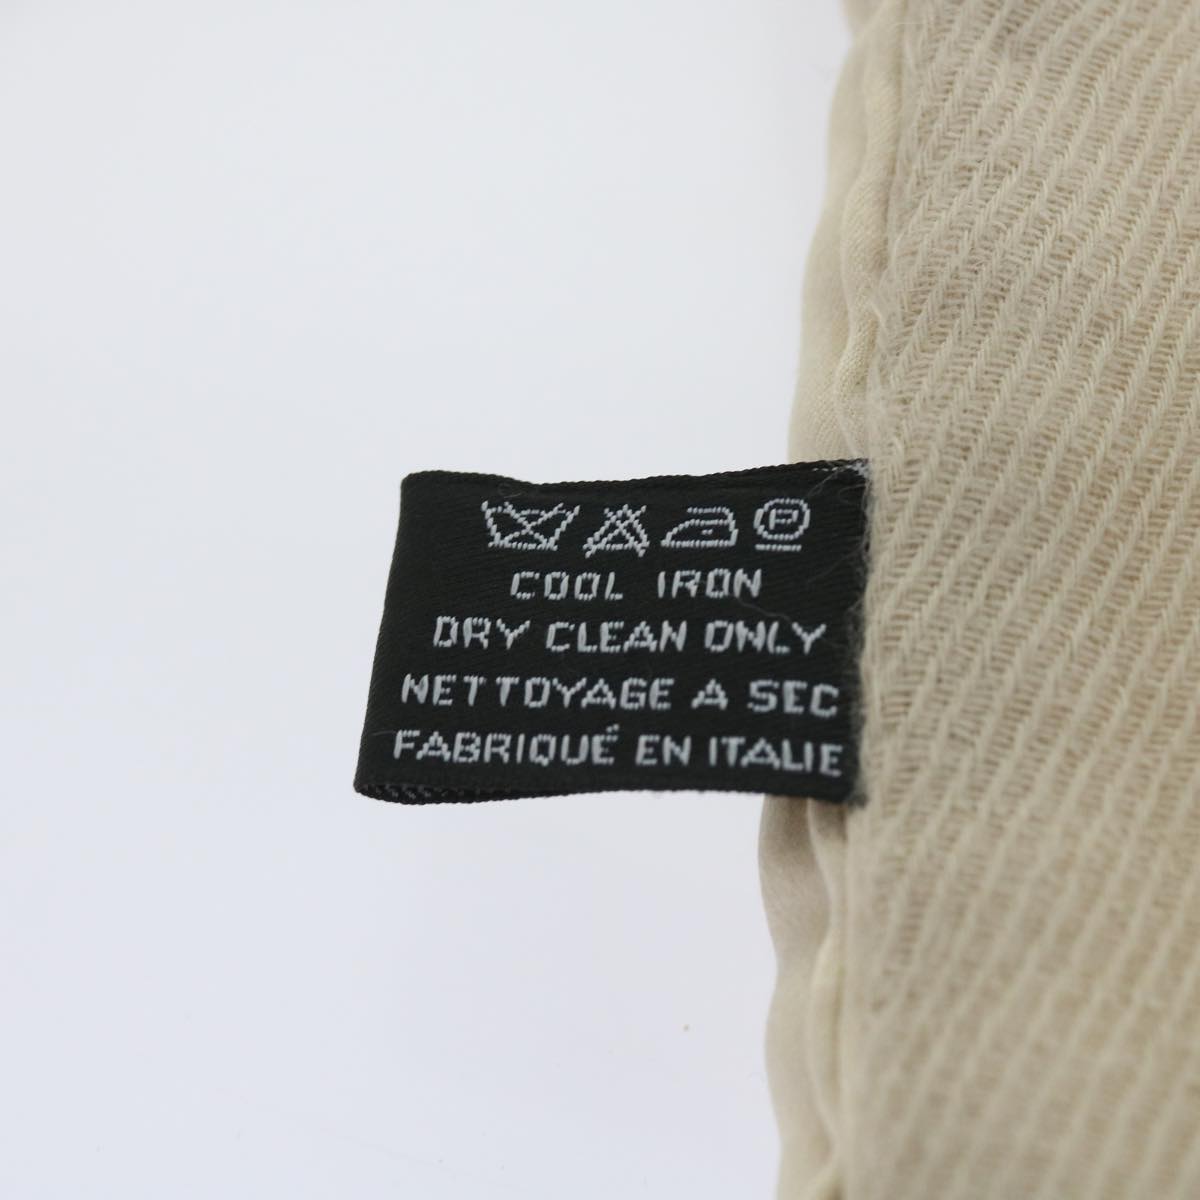 P
COOL IRON
DRY CLEAN ONLY
NETTOYAGE A SEC
FABRIQUÉ EN ITALIE